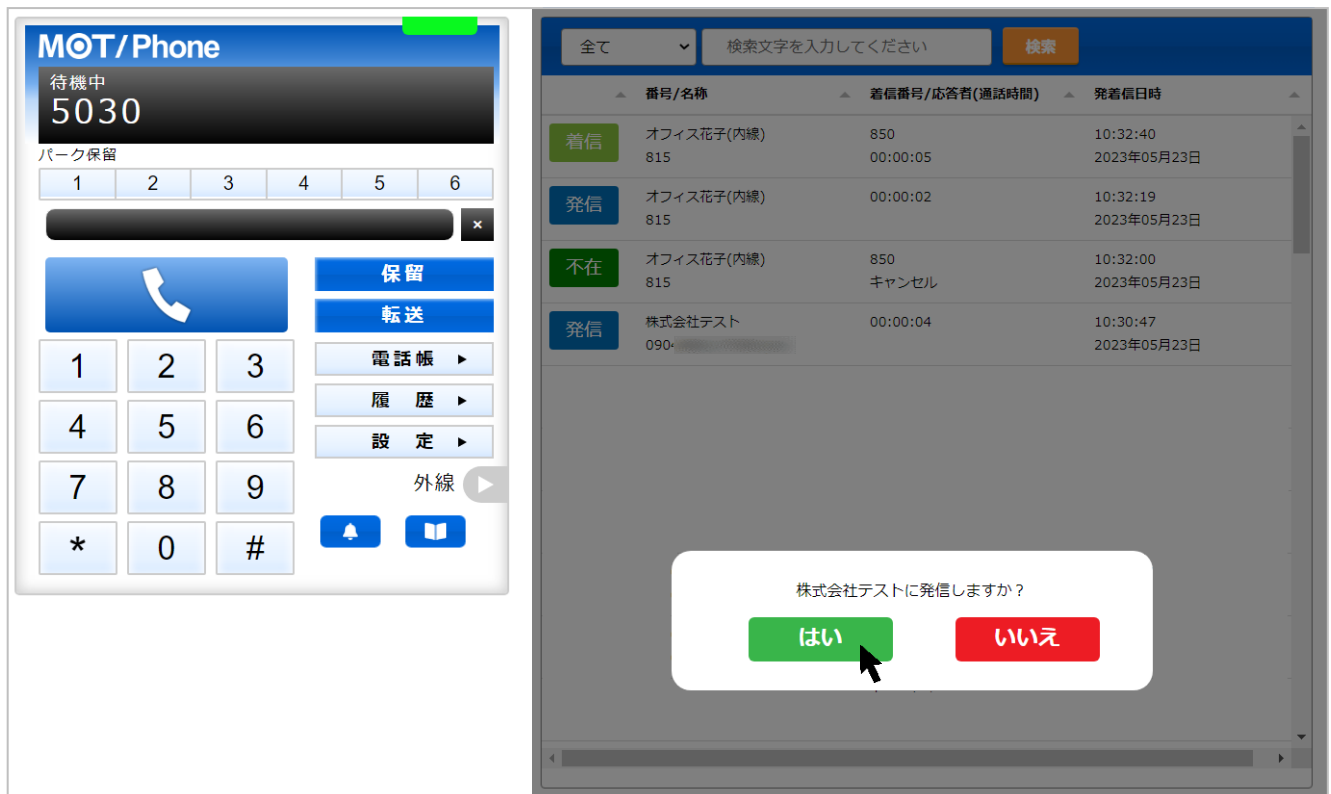 MOT/Phone
待機中
5030
パーク保留
1 2 3 4 5 6
×
保留
転送
電話帳
履 歴
設 定
外線
1 2 3
4 5 6
7 8 9
* 0 #
全て 検索文字を入力してください 検索
番号/名称 着信番号/応答者(通話時間) 発着信日時
着信 オフィス花子(内線) 850 10:32:40
815 00:00:05 2023年05月23日
発信 オフィス花子(内線) 00:00:02 10:32:19
815 2023年05月23日
不在 オフィス花子(内線) 850 10:32:00
815 キャンセル 2023年05月23日
発信 株式会社テスト 00:00:04 10:30:47
090 2023年05月23日
株式会社テストに発信しますか？
はい いいえ